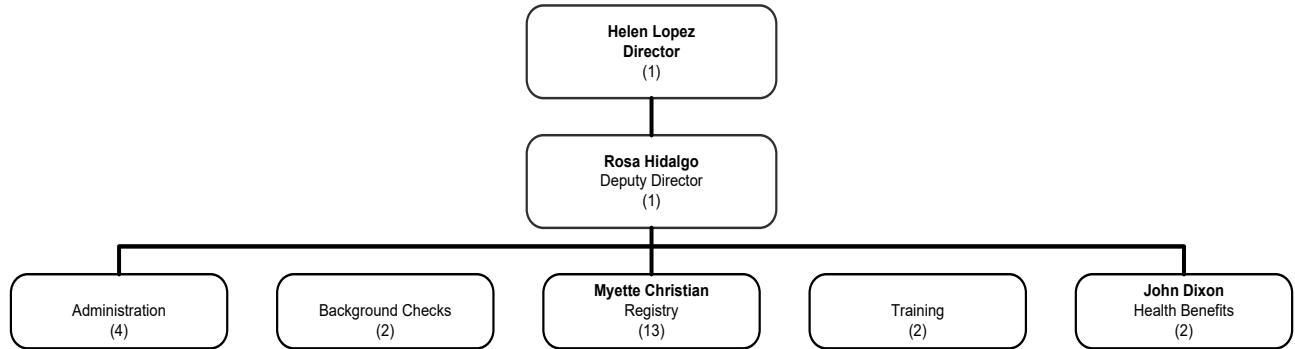 Helen Lopez
Director
(1)
Rosa Hidalgo
Deputy Director
(1)
Administration
(4)
Background Checks
(2)
Myette Christian
Registry
(13)
Training
(2)
John Dixon
Health Benefits
(2)